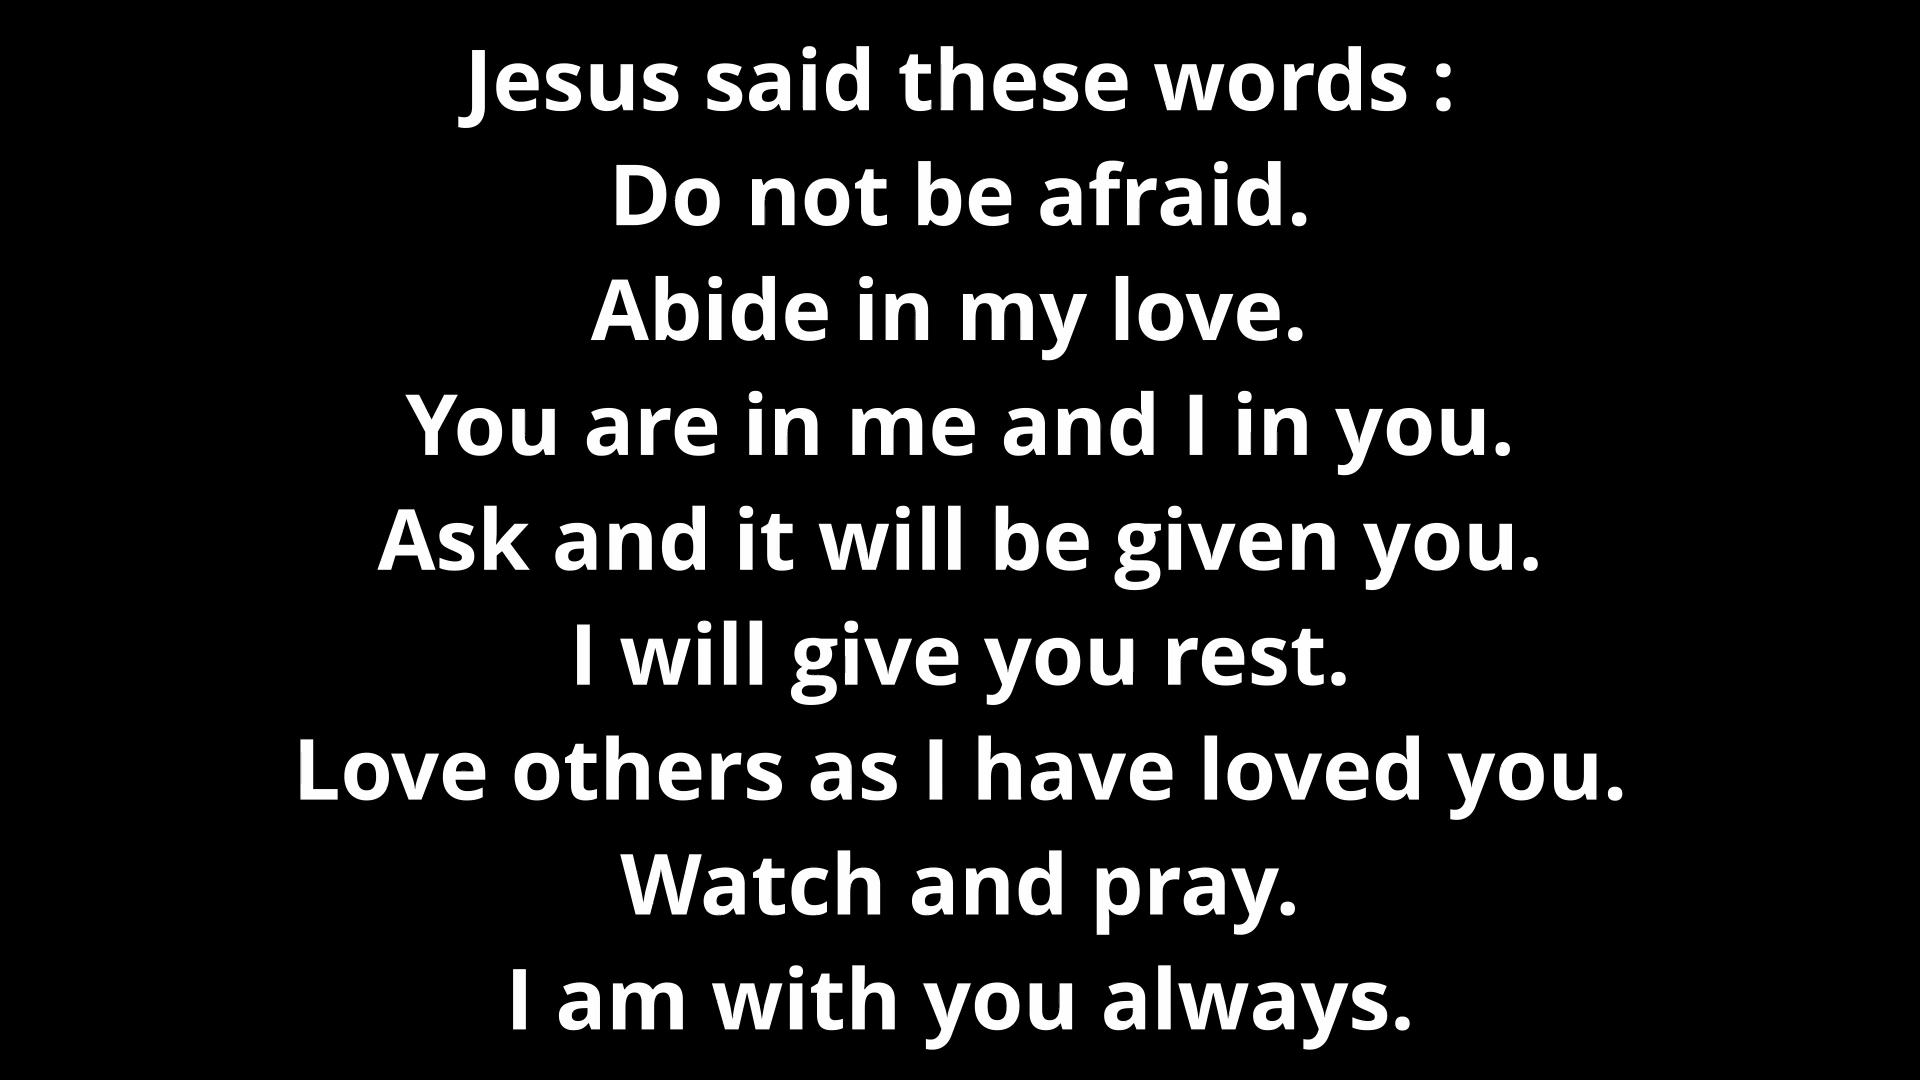 Jesus said these words :
Do not be afraid.
Abide in my love.
You are in me and I in you.
Ask and it will be given you.
I will give you rest.
Love others as I have loved you.
Watch and pray.
I am with you always.